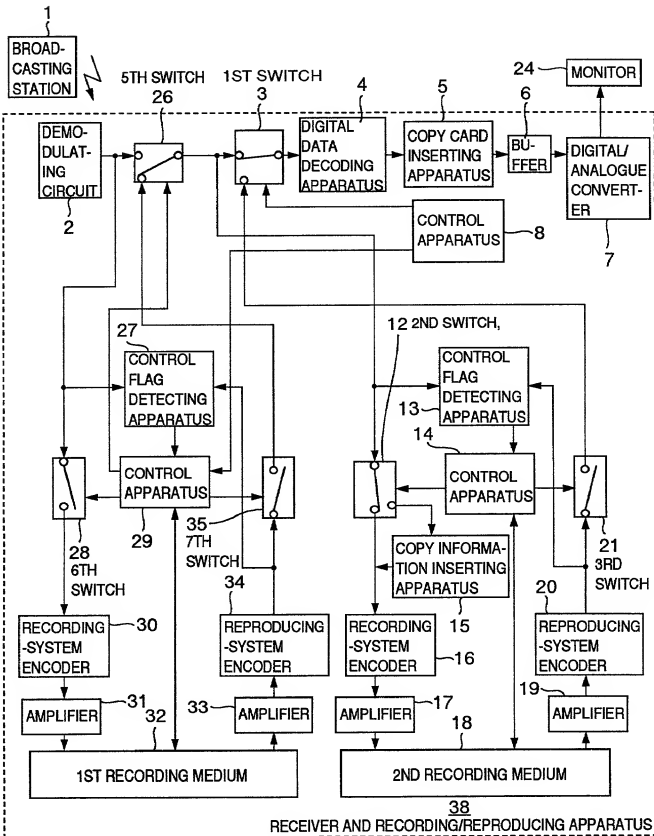 1
BROAD-
CASTING
STATION
5TH SWITCH
26
1ST SWITCH
3
4
5
6
24
MONITOR
DEMO-
DULAT-
ING
CIRCUIT
2
DIGITAL
DATA
DECODING
APPARATUS
COPY CARD
INSERTING
APPARATUS
BU-
FFER
DIGITAL/
ANALOGUE
CONVERT-
ER
7
CONTROL
APPARATUS
8
27
CONTROL
FLAG
DETECTING
APPARATUS
12 2ND SWITCH,
CONTROL
FLAG
DETECTING
APPARATUS
13
14
CONTROL
APPARATUS
29
CONTROL
APPARATUS
28
6TH
SWITCH
35
7TH
SWITCH
COPY INFORMA-
TION INSERTING
APPARATUS
15
21
3RD
SWITCH
30
RECORDING
-SYSTEM
ENCODER
34
REPRODUCING
-SYSTEM
ENCODER
RECORDING
-SYSTEM
ENCODER
16
20
REPRODUCING
-SYSTEM
ENCODER
31
AMPLIFIER
33
AMPLIFIER
17
AMPLIFIER
19
AMPLIFIER
32
1ST RECORDING MEDIUM
18
2ND RECORDING MEDIUM
38
RECEIVER AND RECORDING/REPRODUCING APPARATUS